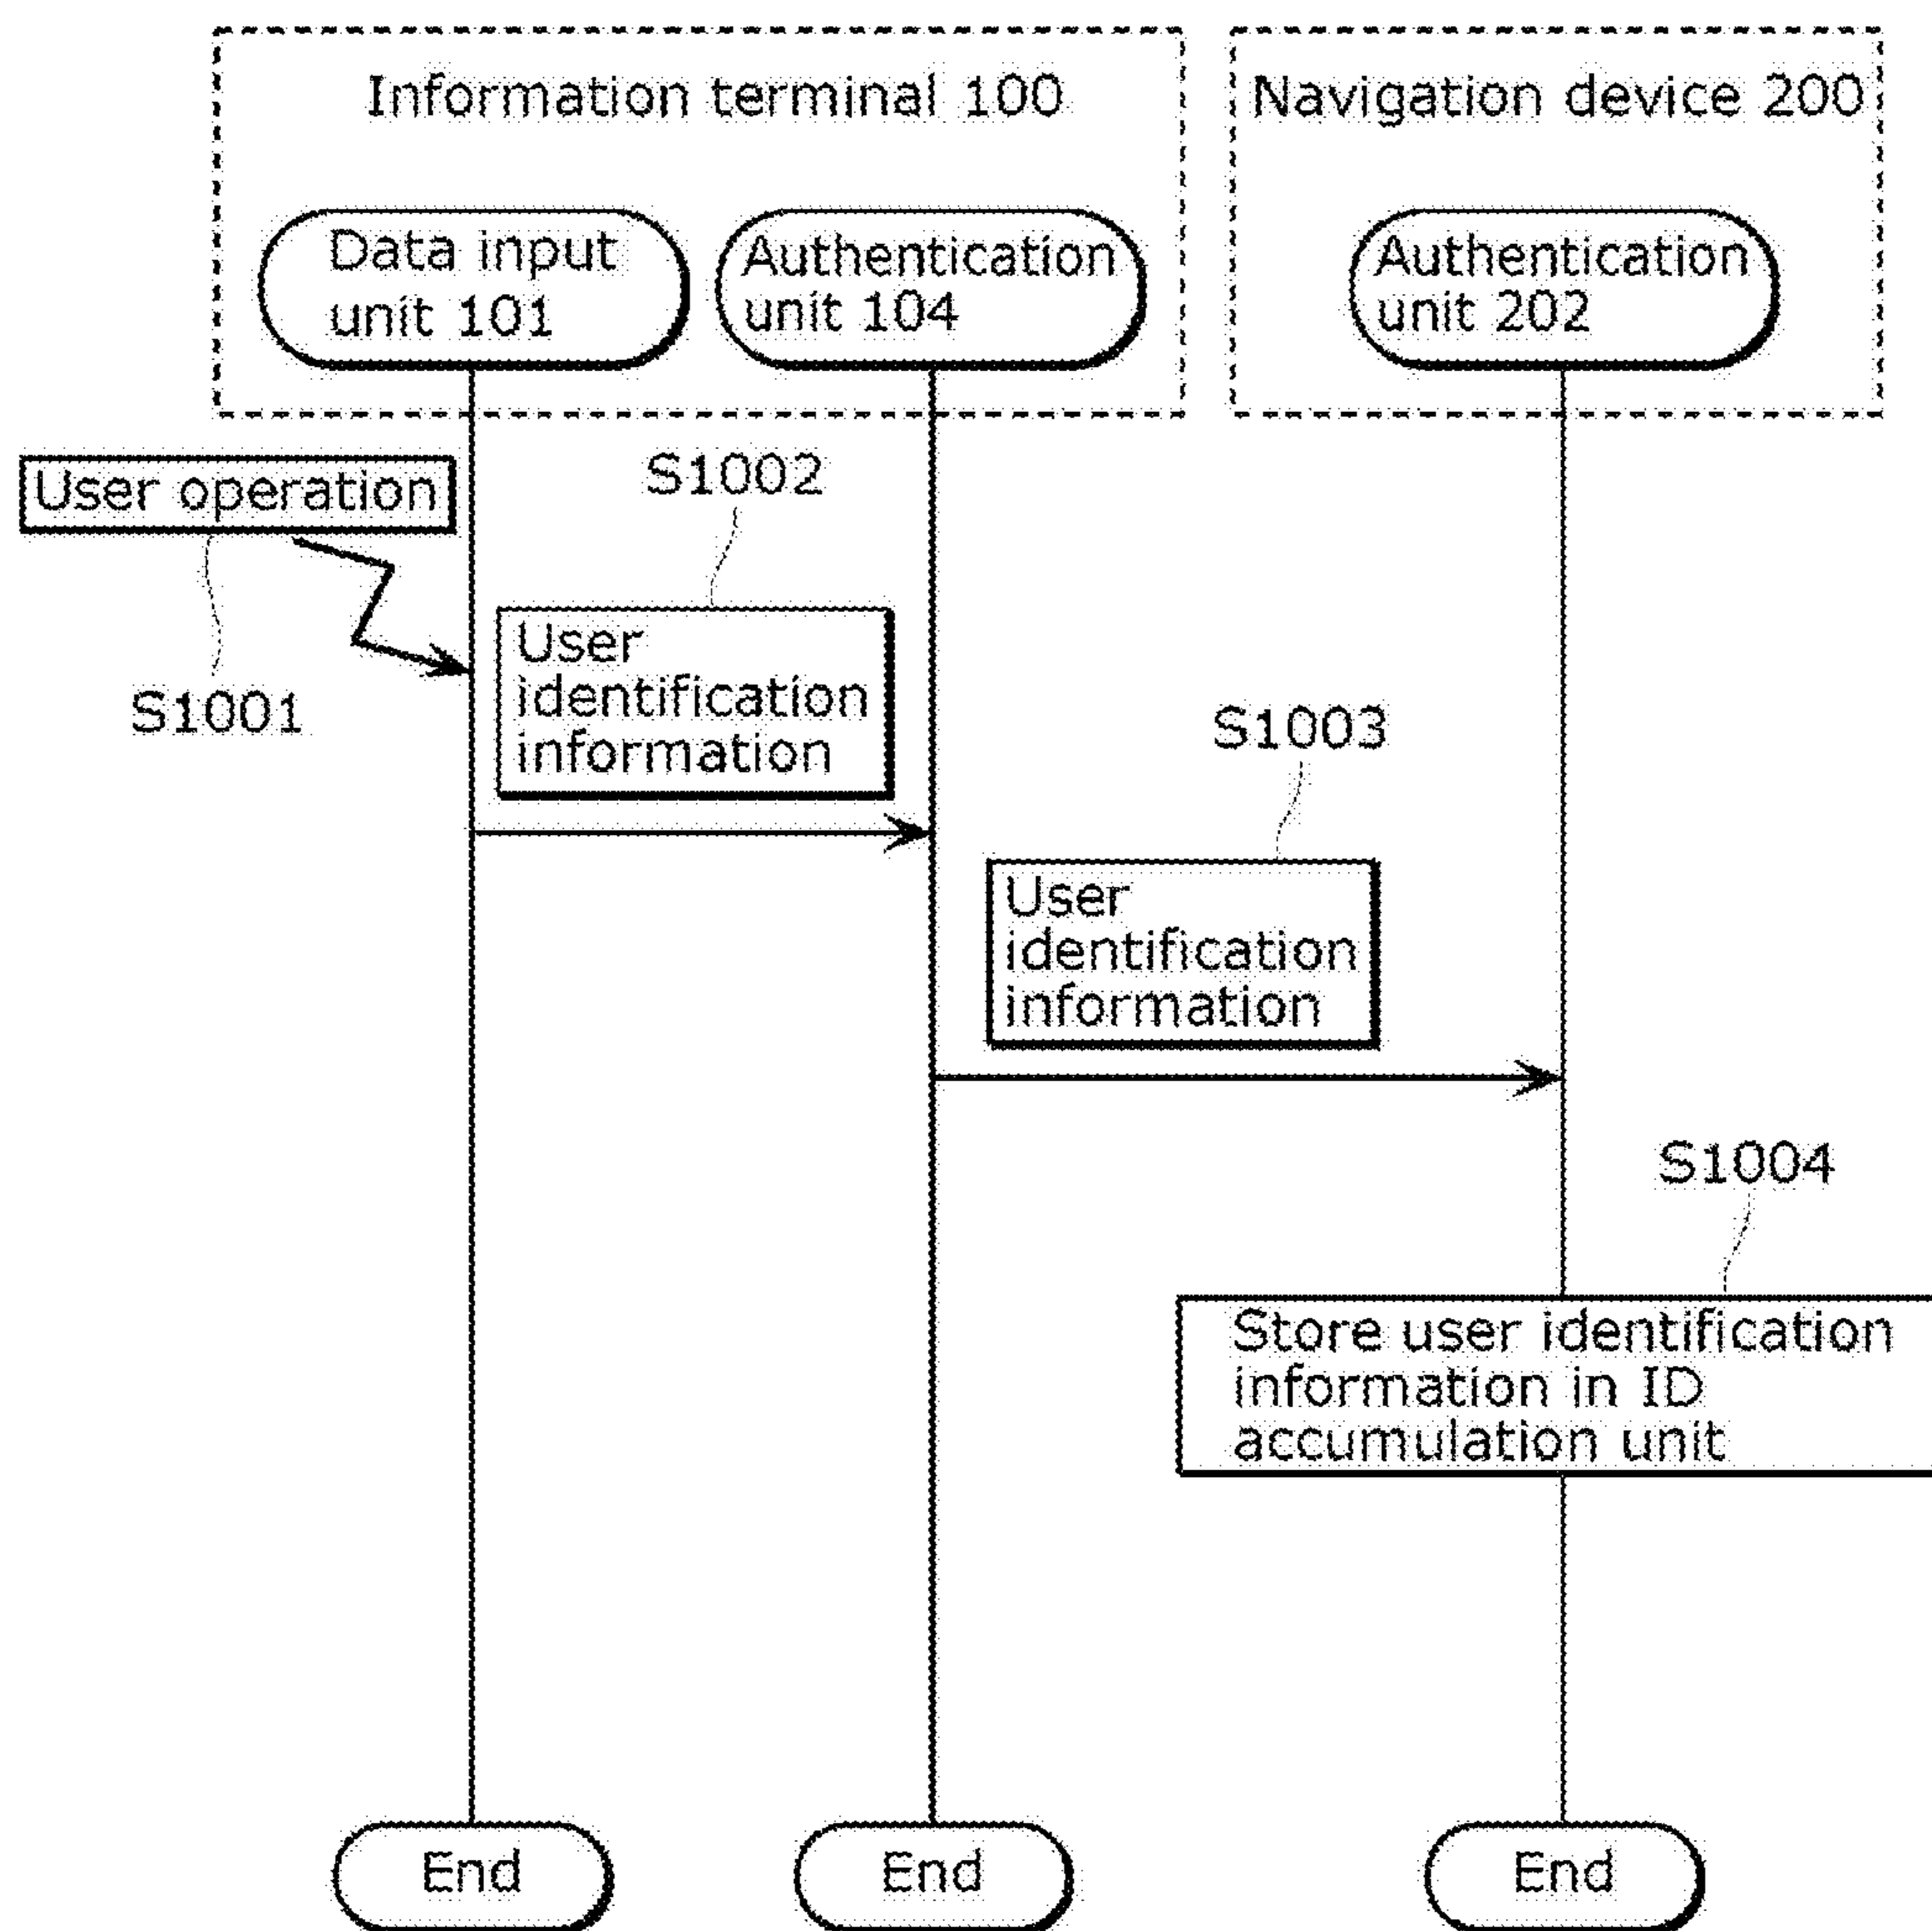 Information terminal 100
Navigation device 200
Data input
unit 101
Authentication
unit 104
Authentication
unit 202
User operation
S1001
S1002
User
identification
information
S1003
User
identification
information
S1004
Store user identification
information in ID
accumulation unit
End
End
End